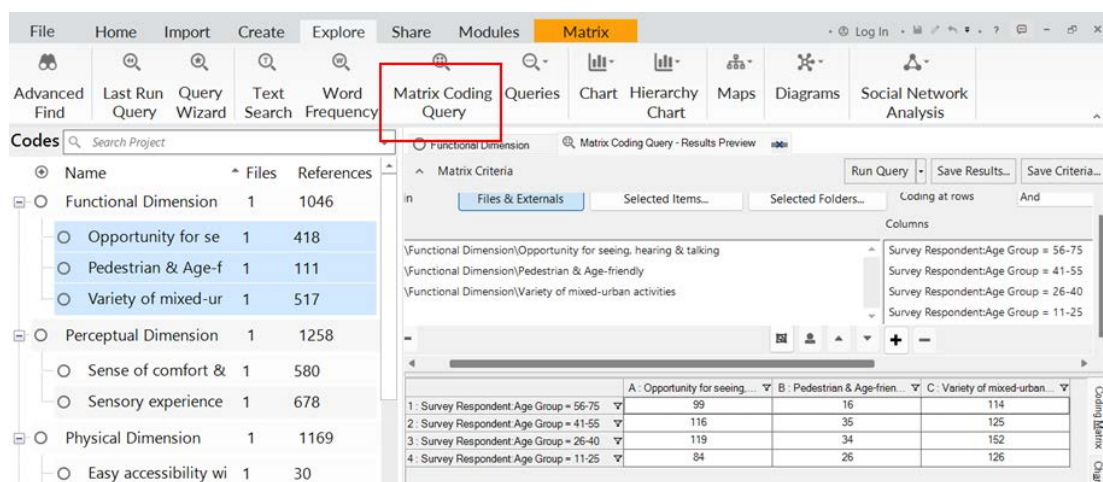 File Home Import Create Explore Share Modules Matrix Log In ?
Advanced Find Last Run Query Query Wizard Text Search Word Frequency Matrix Coding Query Queries Chart Hierarchy Chart Maps Diagrams Social Network Analysis
Codes Search Project
Name Files References
Functional Dimension 1 1046
Opportunity for se 1 418
Pedestrian & Age-f 1 111
Variety of mixed-ur 1 517
Perceptual Dimension 1 1258
Sense of comfort & 1 580
Sensory experience 1 678
Physical Dimension 1 1169
Easy accessibility wi 1 30
Functional Dimension Matrix Coding Query - Results Preview
Matrix Criteria Run Query Save Results... Save Criteria...
in Files & Externals Selected Items... Selected Folders... Coding at rows And
Columns
\Functional Dimension\Opportunity for seeing, hearing & talking
\Functional Dimension\Pedestrian & Age-friendly
\Functional Dimension\Variety of mixed-urban activities
Survey Respondent:Age Group = 56-75
Survey Respondent:Age Group = 41-55
Survey Respondent:Age Group = 26-40
Survey Respondent:Age Group = 11-25
A : Opportunity for seeing,... B : Pedestrian & Age-frien... C : Variety of mixed-urban...
1 : Survey Respondent:Age Group = 56-75 99 16 114
2 : Survey Respondent:Age Group = 41-55 116 35 125
3 : Survey Respondent:Age Group = 26-40 119 34 152
4 : Survey Respondent:Age Group = 11-25 84 26 126
Coding Matrix